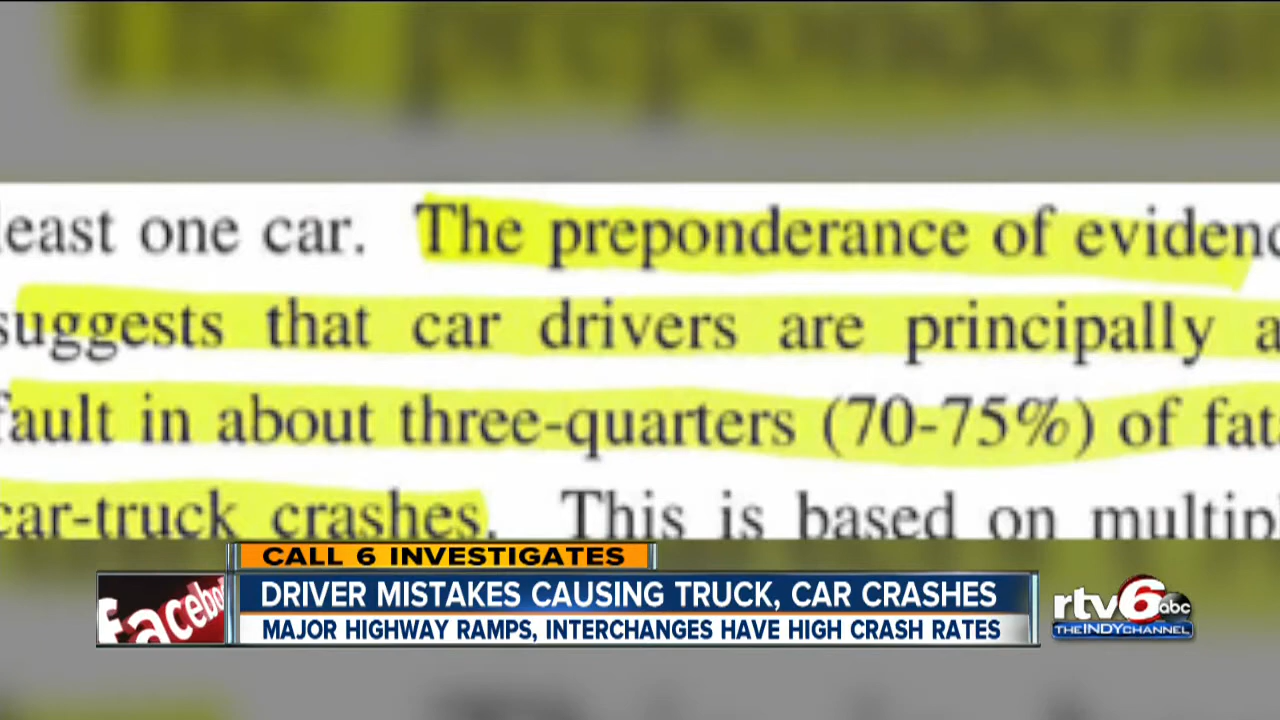 least one car. The preponderance of evidenc
suggests that car drivers are principally a
fault in about three-quarters (70-75%) of fat
car-truck crashes. This is based on multip
CALL 6 INVESTIGATES
facebo
DRIVER MISTAKES CAUSING TRUCK, CAR CRASHES
MAJOR HIGHWAY RAMPS, INTERCHANGES HAVE HIGH CRASH RATES
rtv6 abc
THEINDYCHANNEL